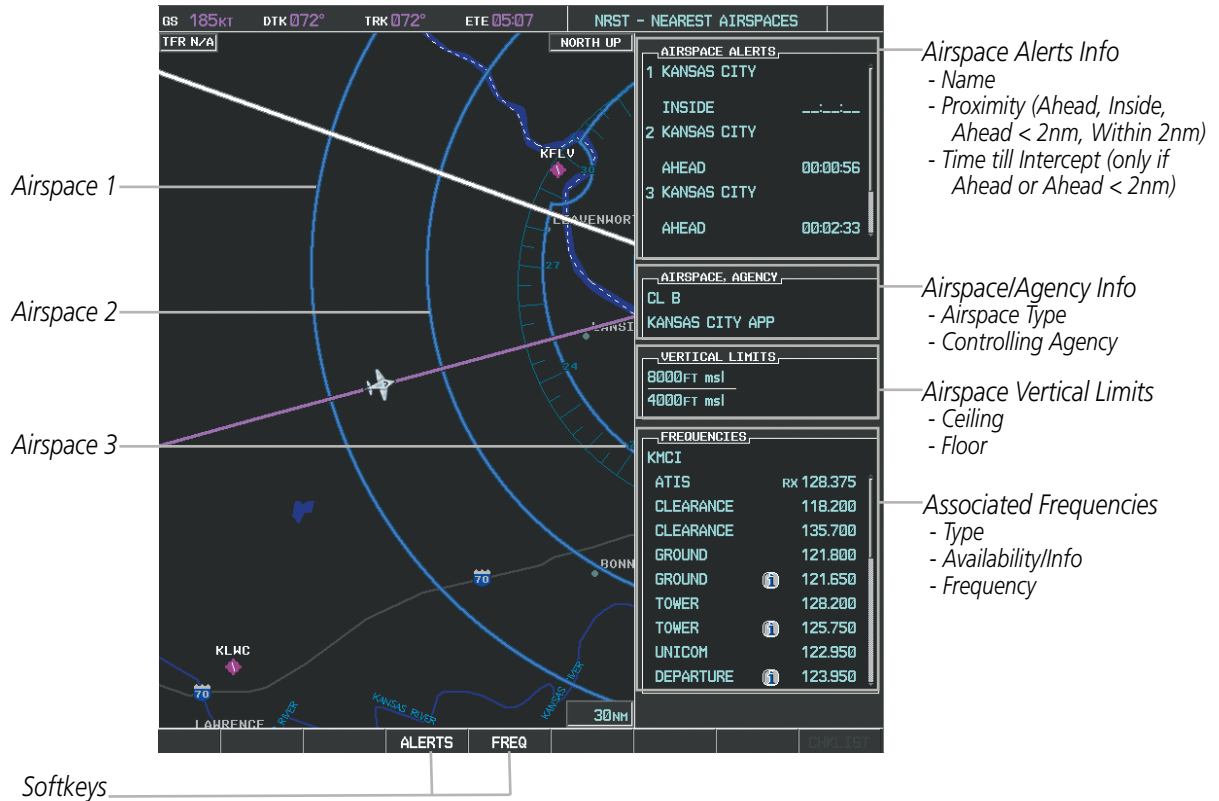 GS 185KT DTK 072° TRK 072° ETE 05:07 NRST – NEAREST AIRSPACES
TFR N/A NORTH UP
AIRSPACE ALERTS
1 KANSAS CITY
INSIDE __:__:__
2 KANSAS CITY
AHEAD 00:00:56
3 KANSAS CITY
AHEAD 00:02:33
AIRSPACE, AGENCY
CL B
KANSAS CITY APP
VERTICAL LIMITS
8000FT msl
4000FT msl
FREQUENCIES
KMCI
ATIS RX 128.375
CLEARANCE 118.200
CLEARANCE 135.700
GROUND 121.800
GROUND i 121.650
TOWER 128.200
TOWER i 125.750
UNICOM 122.950
DEPARTURE i 123.950
KFLV
30
LEAVENWOR
27
LANSI
24
BONN
70
KLWC
70
LAWRENCE
RIVER
KANSAS RIVER
KANSAS RIVER
30NM
ALERTS FREQ CHKLIST
Airspace 1
Airspace 2
Airspace 3
Softkeys
Airspace Alerts Info
- Name
- Proximity (Ahead, Inside,
Ahead < 2nm, Within 2nm)
- Time till Intercept (only if
Ahead or Ahead < 2nm)
Airspace/Agency Info
- Airspace Type
- Controlling Agency
Airspace Vertical Limits
- Ceiling
- Floor
Associated Frequencies
- Type
- Availability/Info
- Frequency